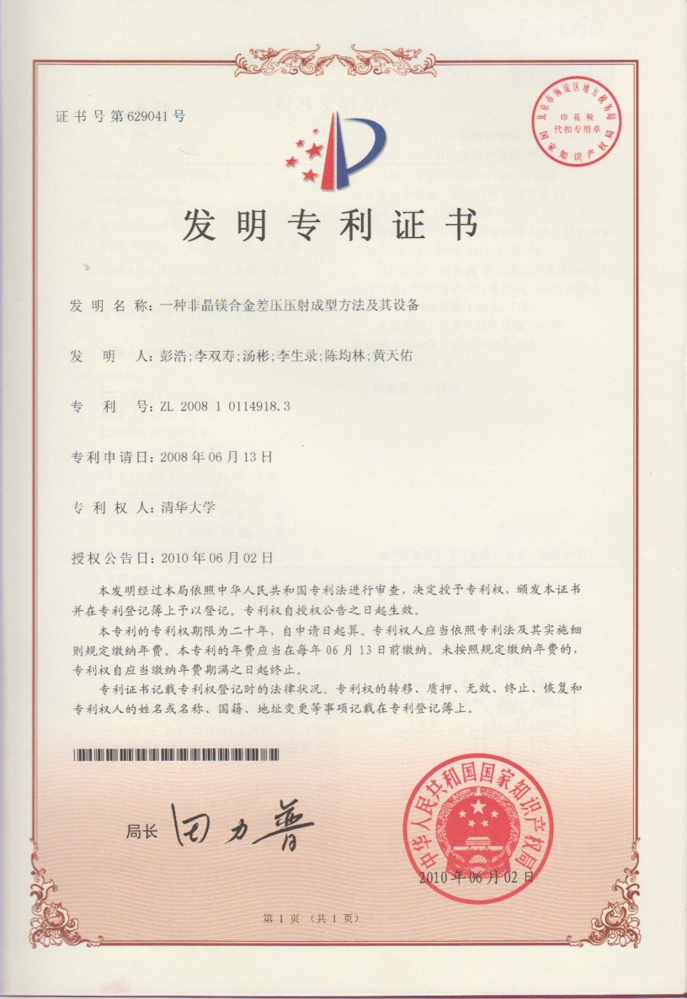 证书号第629041号
北京市海淀区地方税务局
印花税
代扣专用章
国家知识产权局
发明专利证书
发明名称：一种非晶镁合金差压压射成型方法及其设备
发明人：彭浩;李双寿;汤彬;李生录;陈均林;黄天佑
专利号：ZL 2008 1 0114918.3
专利申请日：2008年06月13日
专利权人：清华大学
授权公告日：2010年06月02日
本发明经过本局依照中华人民共和国专利法进行审查，决定授予专利权，颁发本证书
并在专利登记簿上予以登记。专利权自授权公告之日起生效。
本专利的专利权期限为二十年，自申请日起算。专利权人应当依照专利法及其实施细
则规定缴纳年费。本专利的年费应当在每年06月13日前缴纳。未按照规定缴纳年费的，
专利权自应当缴纳年费期满之日起终止。
专利证书记载专利权登记时的法律状况。专利权的转移、质押、无效、终止、恢复和
专利权人的姓名或名称、国籍、地址变更等事项记载在专利登记簿上。
局长 田力普
中华人民共和国国家知识产权局
2010年06月02日
第1页（共1页）